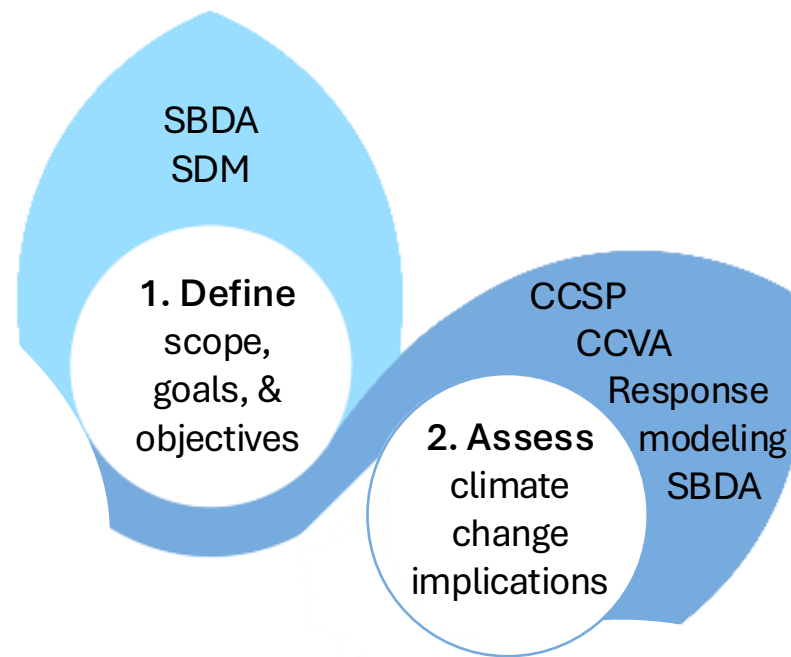 SBDA
SDM
1. Define
scope,
goals, &
objectives
CCSP
CCVA
Response
modeling
SBDA
2. Assess
climate
change
implications